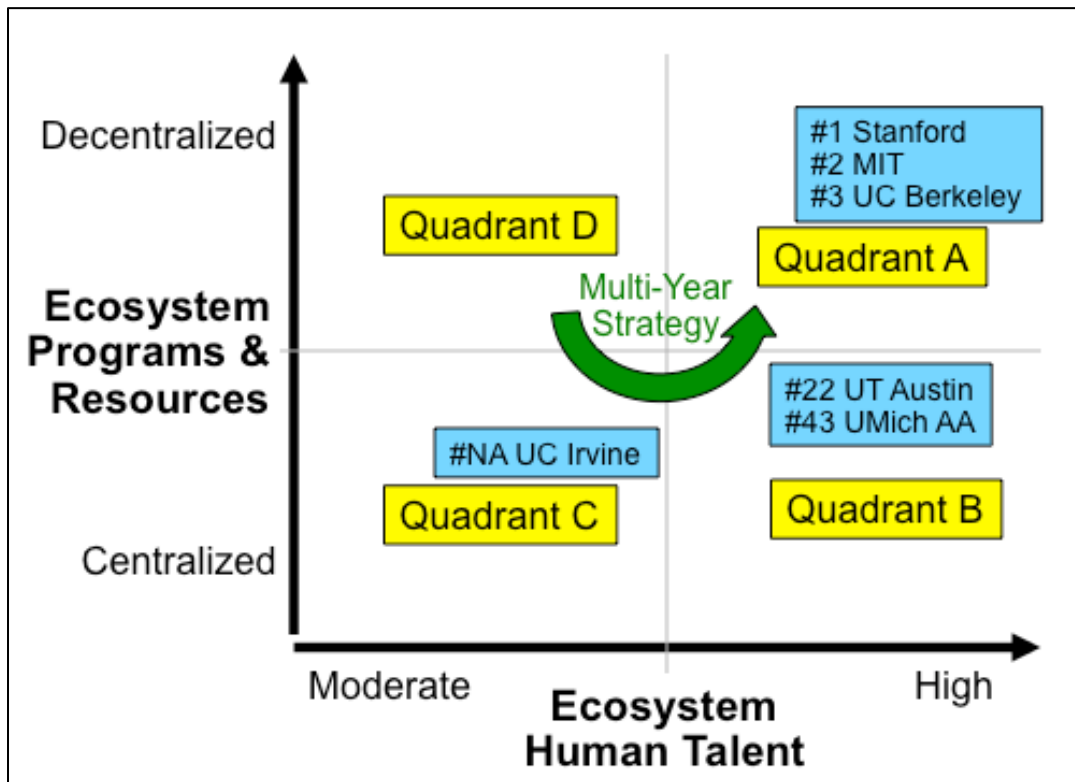 Decentralized
#1 Stanford
#2 MIT
#3 UC Berkeley
Quadrant D
Quadrant A
Multi-Year
Strategy
Ecosystem
Programs &
Resources
#22 UT Austin
#43 UMich AA
#NA UC Irvine
Quadrant C
Quadrant B
Centralized
Moderate
High
Ecosystem
Human Talent